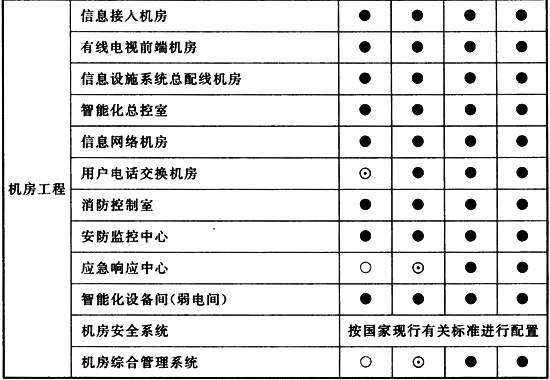 信息接入机房 ● ● ● ●
有线电视前端机房 ● ● ● ●
信息设施系统总配线机房 ● ● ● ●
智能化总控室 ● ● ● ●
信息网络机房 ● ● ● ●
机房工程
用户电话交换机房 ⊙ ● ● ●
消防控制室 ● ● ● ●
安防监控中心 ● ● ● ●
应急响应中心 ○ ⊙ ● ●
智能化设备间(弱电间) ● ● ● ●
机房安全系统 按国家现行有关标准进行配置
机房综合管理系统 ○ ⊙ ● ●